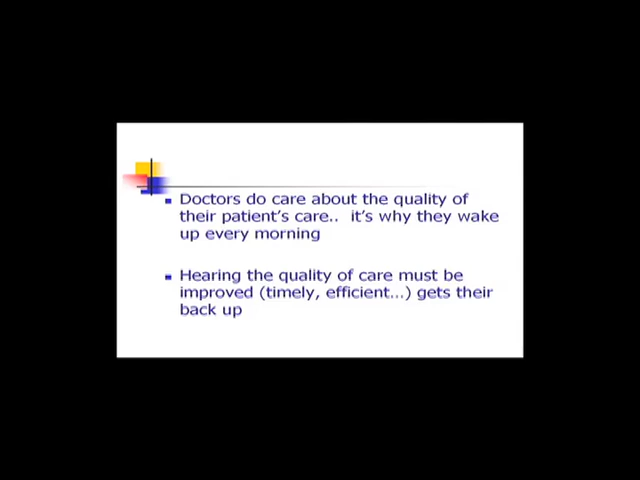 Doctors do care about the quality of
their patient's care.. it's why they wake
up every morning
Hearing the quality of care must be
improved (timely, efficient...) gets their
back up